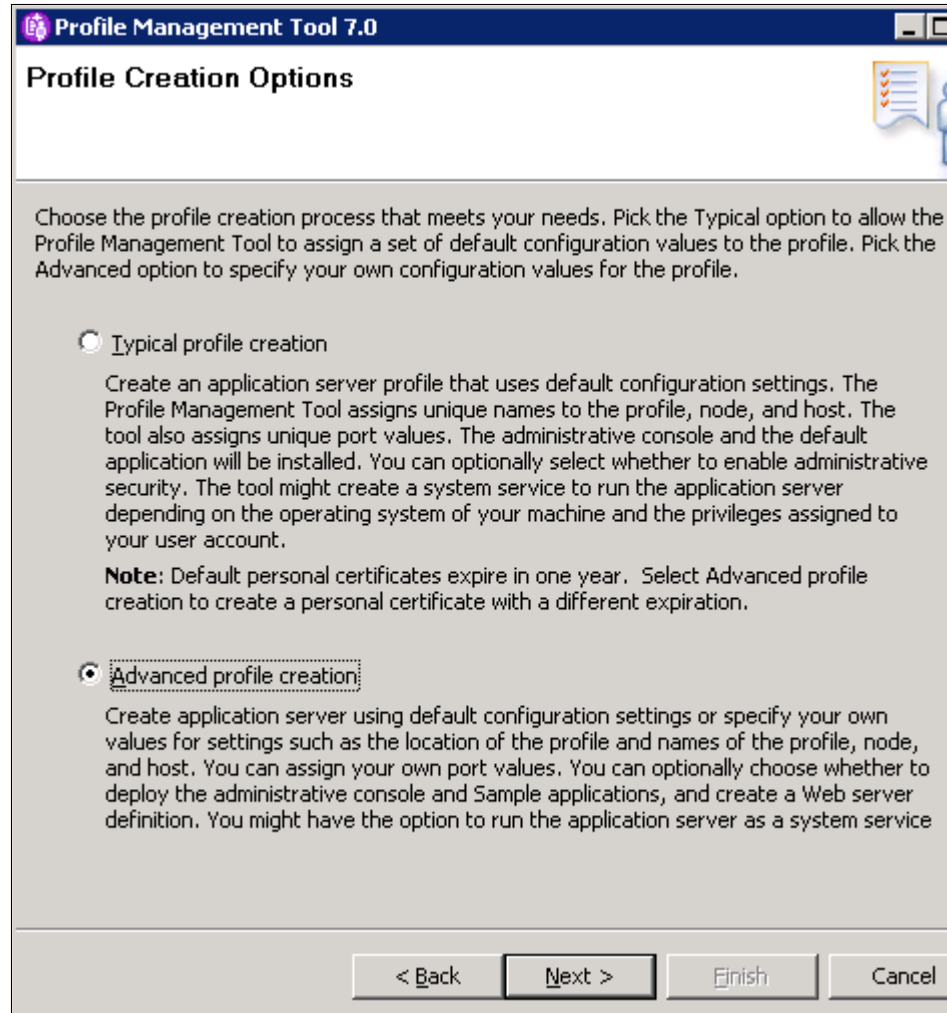 Profile Management Tool 7.0
Profile Creation Options
Choose the profile creation process that meets your needs. Pick the Typical option to allow the
Profile Management Tool to assign a set of default configuration values to the profile. Pick the
Advanced option to specify your own configuration values for the profile.
Typical profile creation
Create an application server profile that uses default configuration settings. The
Profile Management Tool assigns unique names to the profile, node, and host. The
tool also assigns unique port values. The administrative console and the default
application will be installed. You can optionally select whether to enable administrative
security. The tool might create a system service to run the application server
depending on the operating system of your machine and the privileges assigned to
your user account.
Note: Default personal certificates expire in one year. Select Advanced profile
creation to create a personal certificate with a different expiration.
Advanced profile creation
Create application server using default configuration settings or specify your own
values for settings such as the location of the profile and names of the profile, node,
and host. You can assign your own port values. You can optionally choose whether to
deploy the administrative console and Sample applications, and create a Web server
definition. You might have the option to run the application server as a system service
< Back Next > Finish Cancel